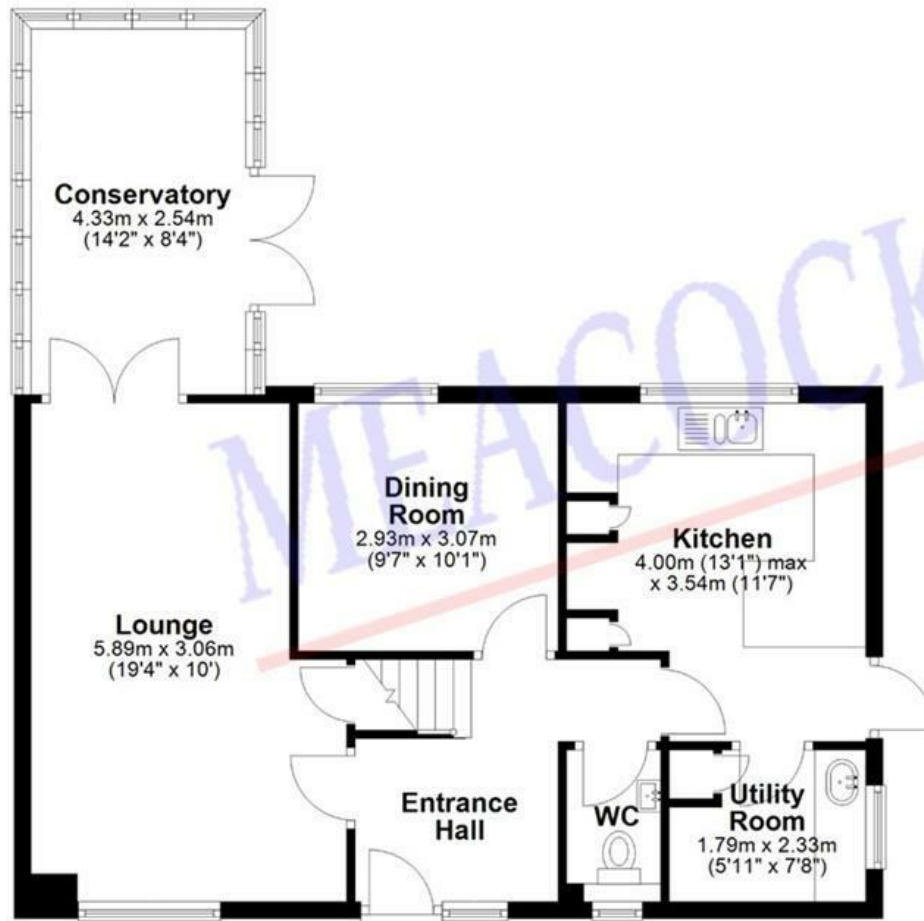 Conservatory
4.33m x 2.54m
(14'2" x 8'4")
MEACOCK
Dining
Room
2.93m x 3.07m
(9'7" x 10'1")
Kitchen
4.00m (13'1") max
x 3.54m (11'7")
Lounge
5.89m x 3.06m
(19'4" x 10')
Entrance
Hall
WC
Utility
Room
1.79m x 2.33m
(5'11" x 7'8")